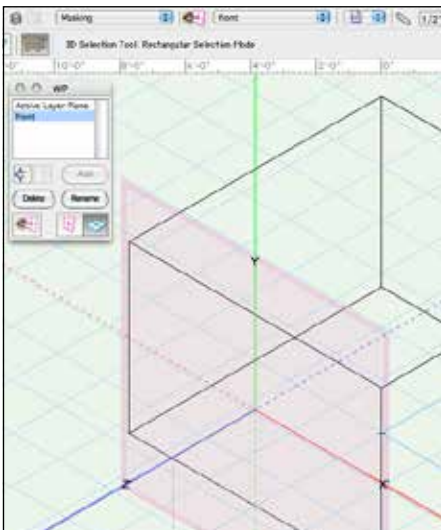 Masking front 1/2"
3D Selection Tool: Rectangular Selection Mode
10'-0" 8'-0" 6'-0" 4'-0" 2'-0" 0"
WP
Active Layer Plane
front
Add
Delete Rename
Y
Z X